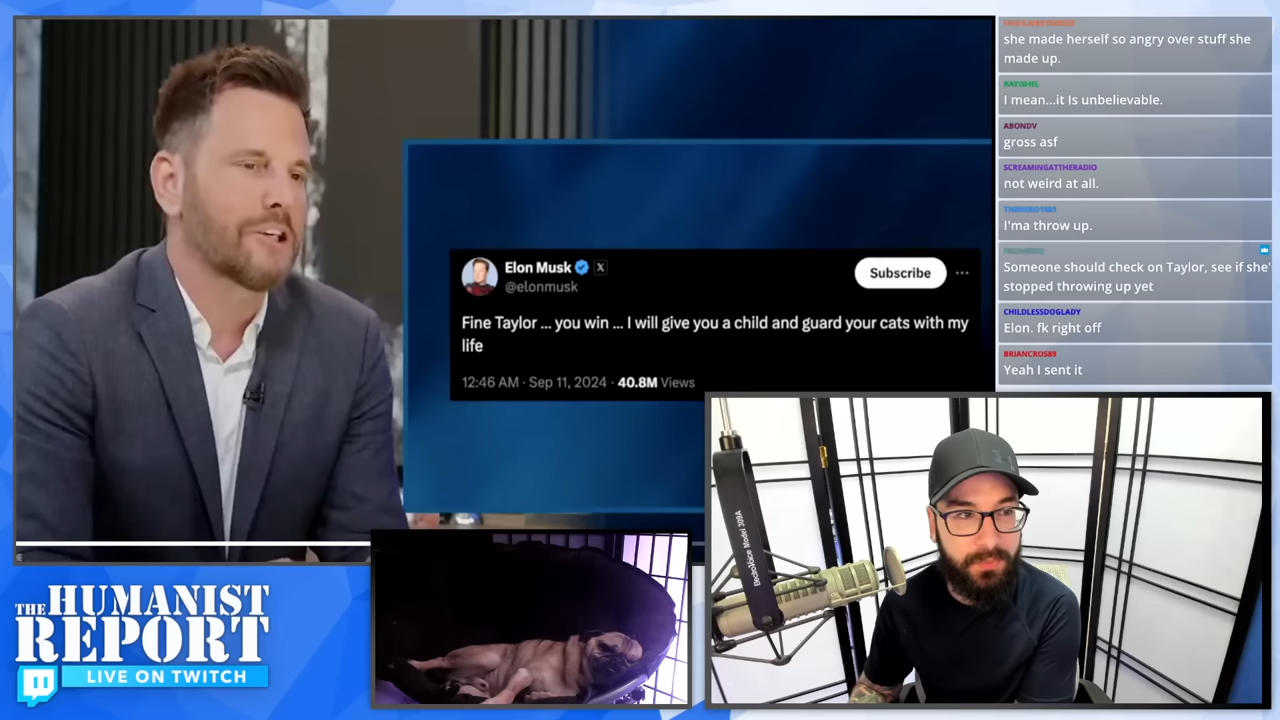 she made herself so angry over stuff she
made up.
KATISHEL
I mean...it Is unbelievable.
ABONDV
gross asf
SCREAMINGATTHERADIO
not weird at all.
I'ma throw up.
Someone should check on Taylor, see if she'
stopped throwing up yet
CHILDLESSDOGLADY
Elon. fk right off
BRIANCROS89
Yeah I sent it
Elon Musk X
@elonmusk
Subscribe
Fine Taylor ... you win ... I will give you a child and guard your cats with my
life
12:46 AM · Sep 11, 2024 · 40.8M Views
ElectroVoice Model 309A
THE HUMANIST
REPORT
LIVE ON TWITCH